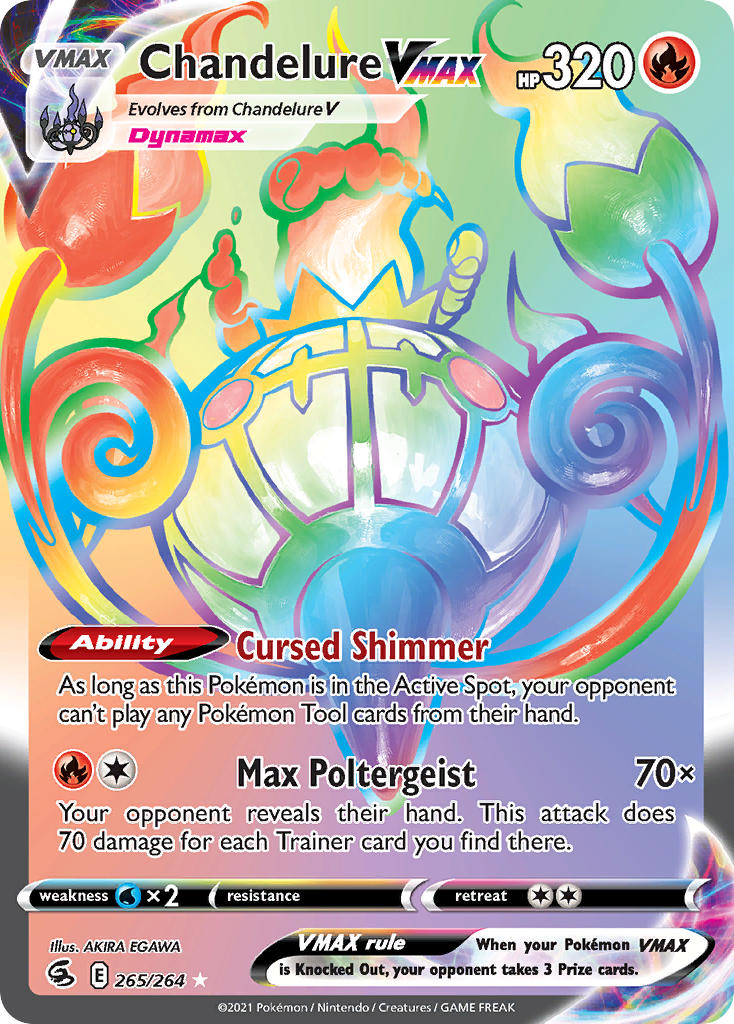 VMAX
Chandelure VMAX
HP 320
Evolves from Chandelure V
Dynamax
Ability Cursed Shimmer
As long as this Pokémon is in the Active Spot, your opponent
can't play any Pokémon Tool cards from their hand.
Max Poltergeist 70×
Your opponent reveals their hand. This attack does
70 damage for each Trainer card you find there.
weakness ×2 resistance retreat
Illus. AKIRA EGAWA
VMAX rule When your Pokémon VMAX
is Knocked Out, your opponent takes 3 Prize cards.
E 265/264
©2021 Pokémon / Nintendo / Creatures / GAME FREAK